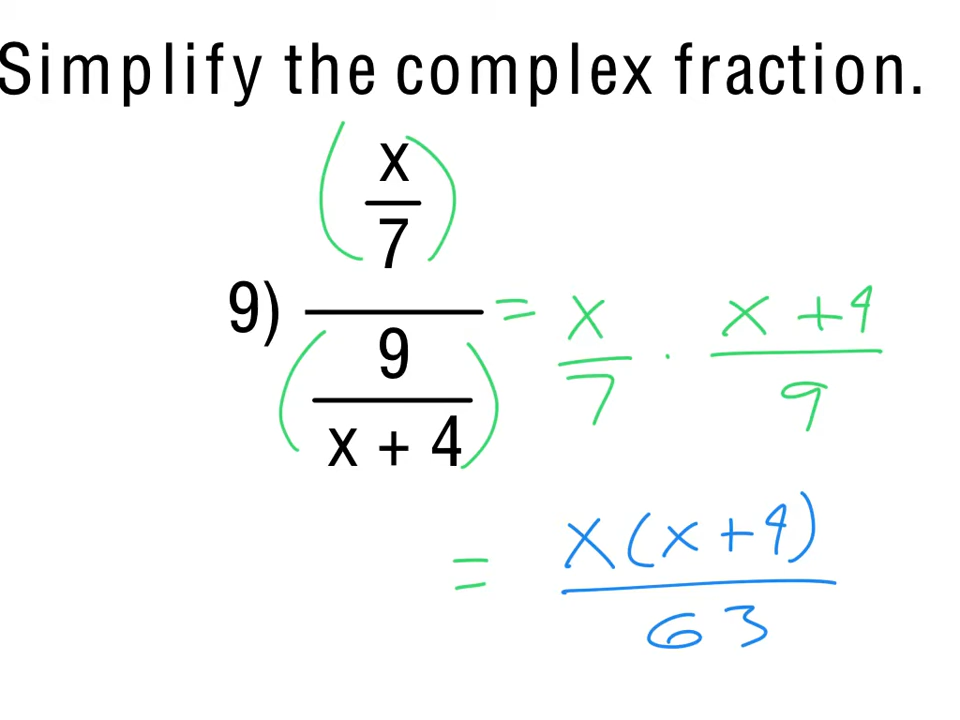 Simplify the complex fraction.
9) (x/7) / (9/(x + 4)) = x/7 · (x+4)/9
= x(x+4)/63